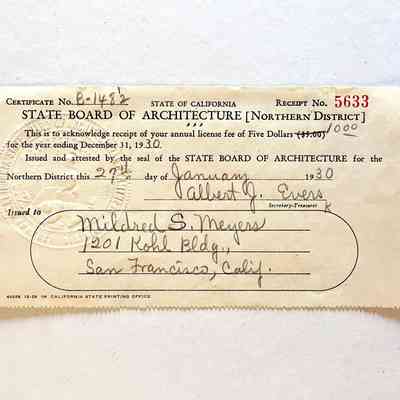 CERTIFICATE No. B-1482 STATE OF CALIFORNIA RECEIPT No. 5633
STATE BOARD OF ARCHITECTURE [NORTHERN DISTRICT]
This is to acknowledge receipt of your annual license fee of Five Dollars ($5.00) 10 00
for the year ending December 31, 1930.
Issued and attested by the seal of the STATE BOARD OF ARCHITECTURE for the
Northern District this 27th day of January 1930
Albert J. Evers
Secretary-Treasurer
Issued to
Mildred S. Meyers
1201 Kohl Bldg.,
San Francisco, Calif.
CALIFORNIA STATE PRINTING OFFICE